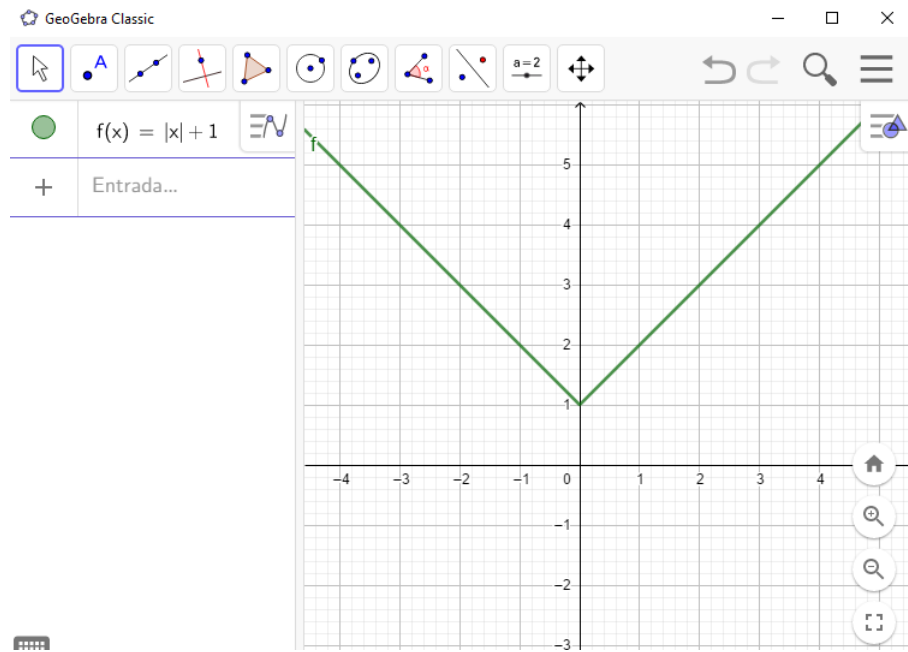 GeoGebra Classic
A
α
a=2
f(x) = |x| + 1
Entrada...
f
5
4
3
2
1
−4 −3 −2 −1 0 1 2 3 4
−1
−2
−3